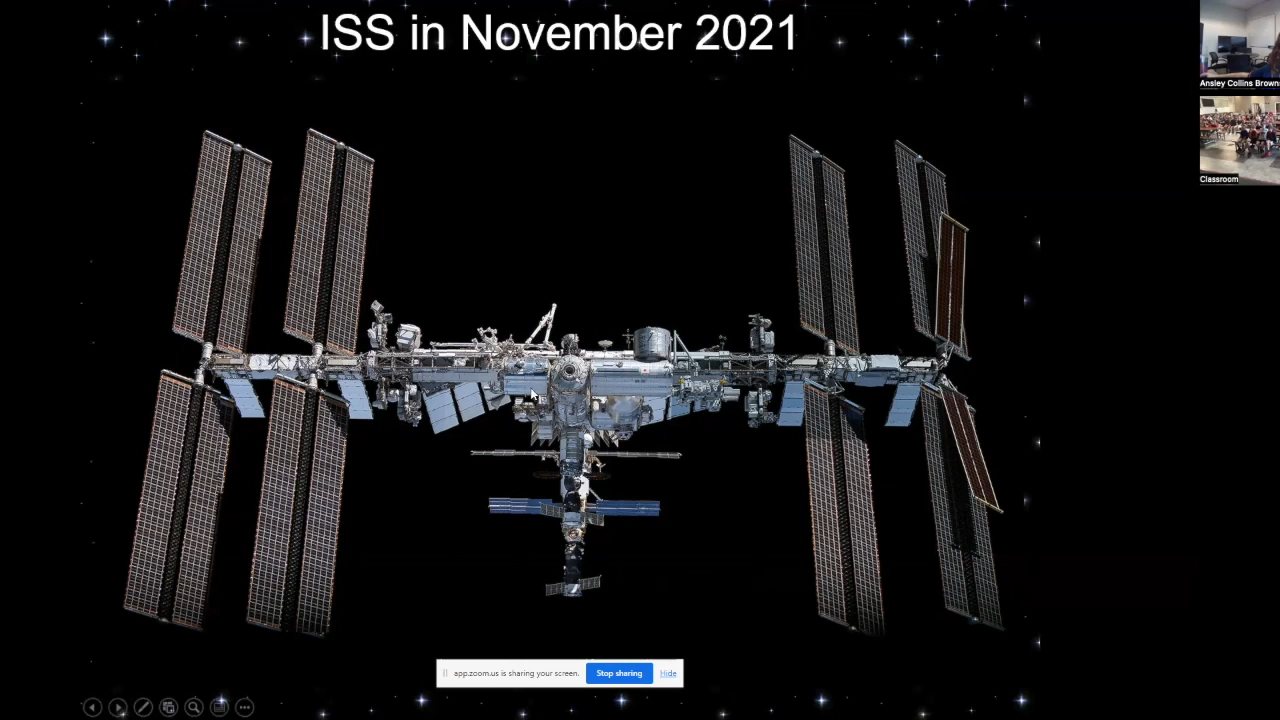 ISS in November 2021
Ansley Collins Brown
Classroom
app.zoom.us is sharing your screen.
Stop sharing
Hide